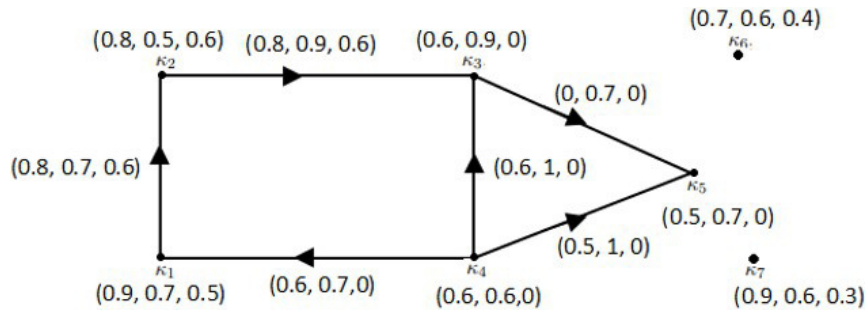 (0.7, 0.6, 0.4)
κ6
(0.8, 0.5, 0.6)
κ2
(0.8, 0.9, 0.6)
(0.6, 0.9, 0)
κ3
(0, 0.7, 0)
(0.8, 0.7, 0.6)
(0.6, 1, 0)
κ5
(0.5, 0.7, 0)
(0.5, 1, 0)
κ1
(0.9, 0.7, 0.5)
(0.6, 0.7,0)
κ4
(0.6, 0.6,0)
κ7
(0.9, 0.6, 0.3)